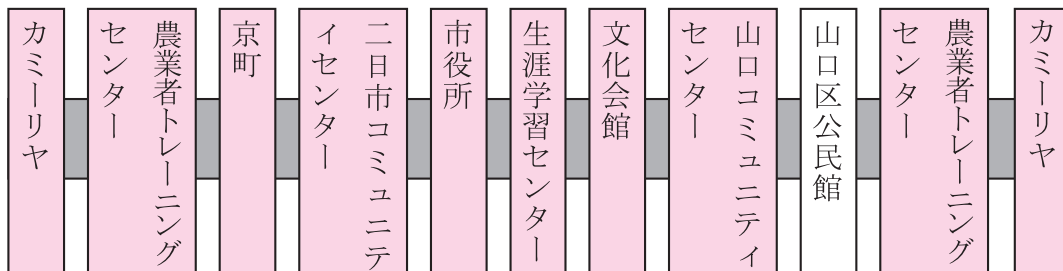 カミーリヤ
農業者トレーニング
センター
京町
二日市コミュニテ
ィセンター
市役所
生涯学習センター
文化会館
山口コミュニティ
センター
山口区公民館
農業者トレーニング
センター
カミーリヤ